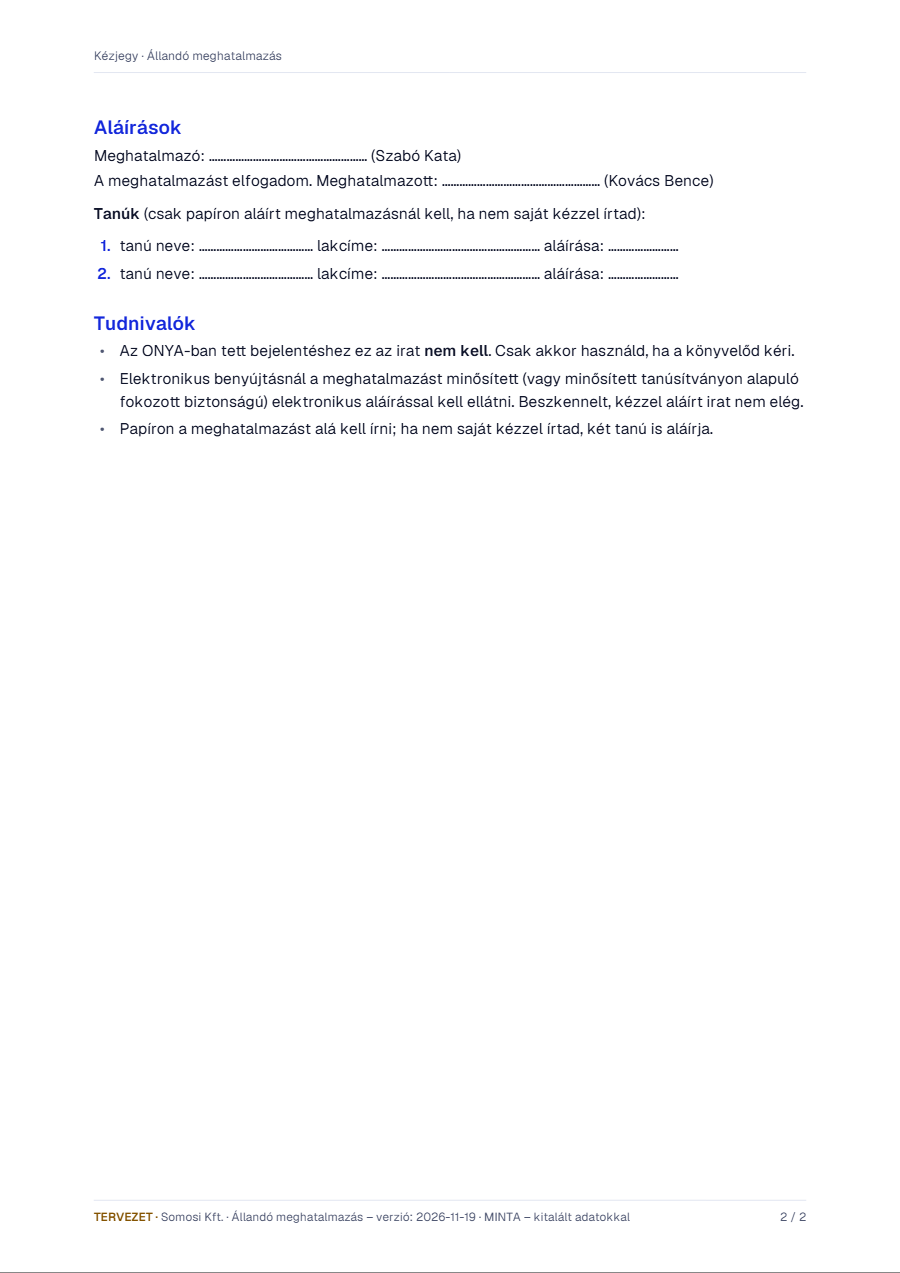 Kézjegy · Állandó meghatalmazás
Aláírások
Meghatalmazó: ...................................................... (Szabó Kata)
A meghatalmazást elfogadom. Meghatalmazott: ...................................................... (Kovács Bence)
Tanúk (csak papíron aláírt meghatalmazásnál kell, ha nem saját kézzel írtad):
1. tanú neve: ....................................... lakcíme: ...................................................... aláírása: ........................
2. tanú neve: ....................................... lakcíme: ...................................................... aláírása: ........................
Tudnivalók
• Az ONYA-ban tett bejelentéshez ez az irat nem kell. Csak akkor használd, ha a könyvelőd kéri.
• Elektronikus benyújtásnál a meghatalmazást minősített (vagy minősített tanúsítványon alapuló
fokozott biztonságú) elektronikus aláírással kell ellátni. Beszkennelt, kézzel aláírt irat nem elég.
• Papíron a meghatalmazást alá kell írni; ha nem saját kézzel írtad, két tanú is aláírja.
TERVEZET · Somosi Kft. · Állandó meghatalmazás – verzió: 2026-11-19 · MINTA – kitalált adatokkal 2 / 2